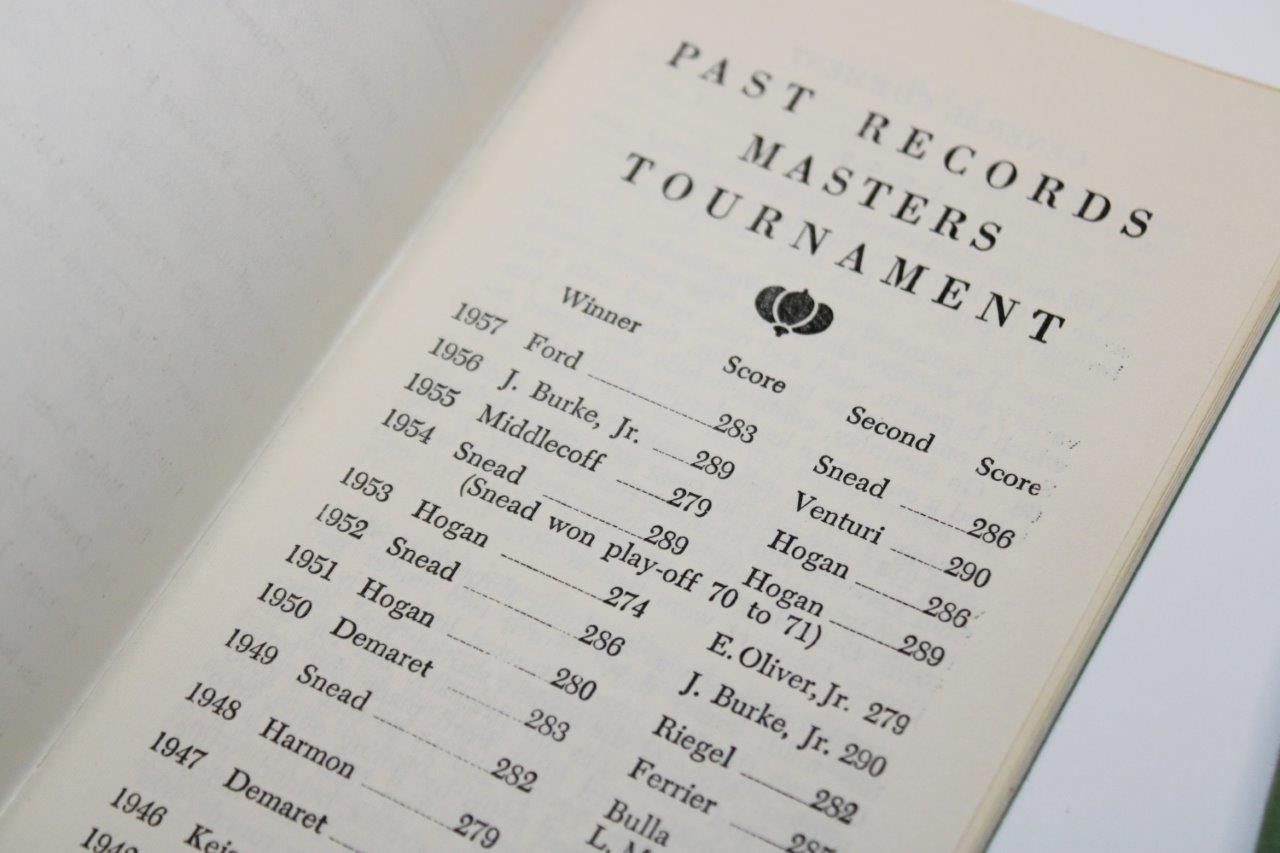 PAST RECORDS
MASTERS
TOURNAMENT
Winner Score Second Score
1957 Ford 283 Snead 286
1956 J. Burke, Jr. 289 Venturi 290
1955 Middlecoff 279 Hogan 286
1954 Snead 289 Hogan 289
(Snead won play-off 70 to 71)
1953 Hogan 274 E. Oliver, Jr. 279
1952 Snead 286 J. Burke, Jr. 290
1951 Hogan 280 Riegel 282
1950 Demaret 283 Ferrier
1949 Snead 282 Bulla
1948 Harmon 279 L.
1947 Demaret
1946